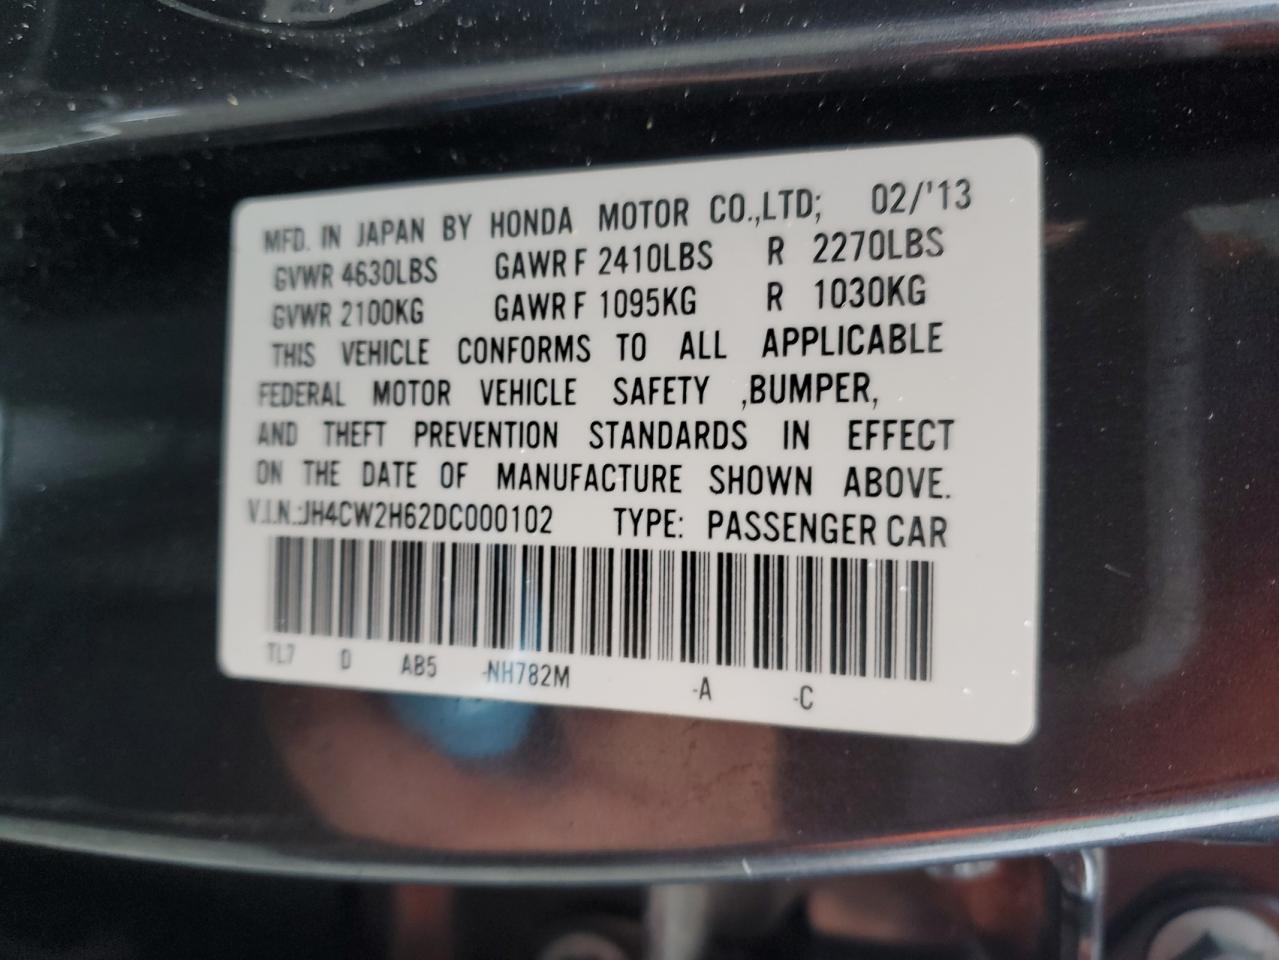 MFD. IN JAPAN BY HONDA MOTOR CO.,LTD; 02/'13
GVWR 4630LBS GAWR F 2410LBS R 2270LBS
GVWR 2100KG GAWR F 1095KG R 1030KG
THIS VEHICLE CONFORMS TO ALL APPLICABLE
FEDERAL MOTOR VEHICLE SAFETY ,BUMPER,
AND THEFT PREVENTION STANDARDS IN EFFECT
ON THE DATE OF MANUFACTURE SHOWN ABOVE.
V.I.N.:JH4CW2H62DC000102 TYPE: PASSENGER CAR
TL7 D AB5 -NH782M -A -C